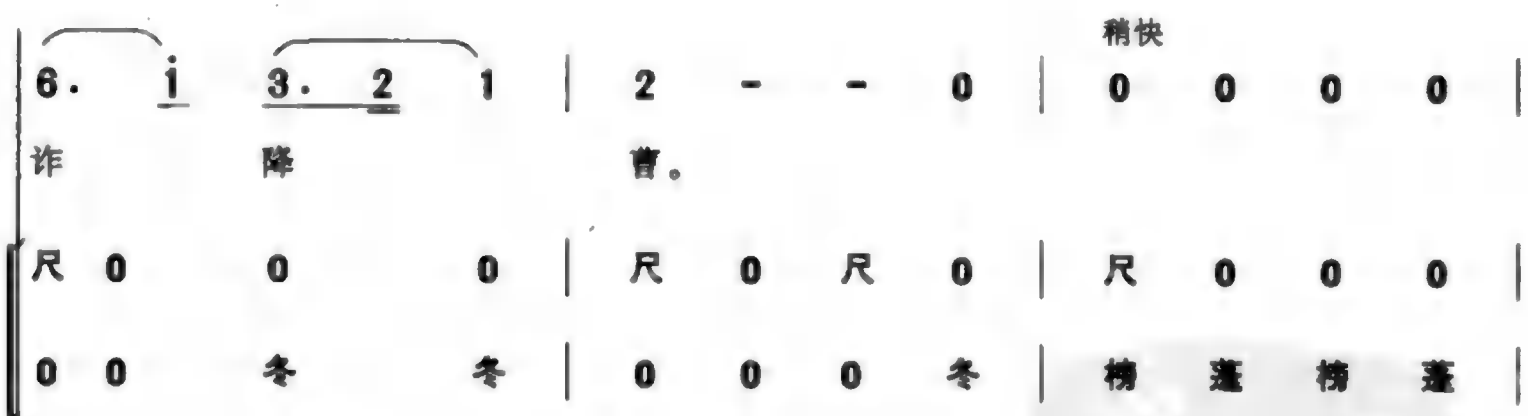 稍快
6. i 3. 2 1 | 2 - - 0 | 0 0 0 0 |
诈 降 曹。
尺 0 0 0 | 尺 0 尺 0 | 尺 0 0 0 |
0 0 冬 冬 | 0 0 0 冬 | 榜 蓬 榜 蓬 |